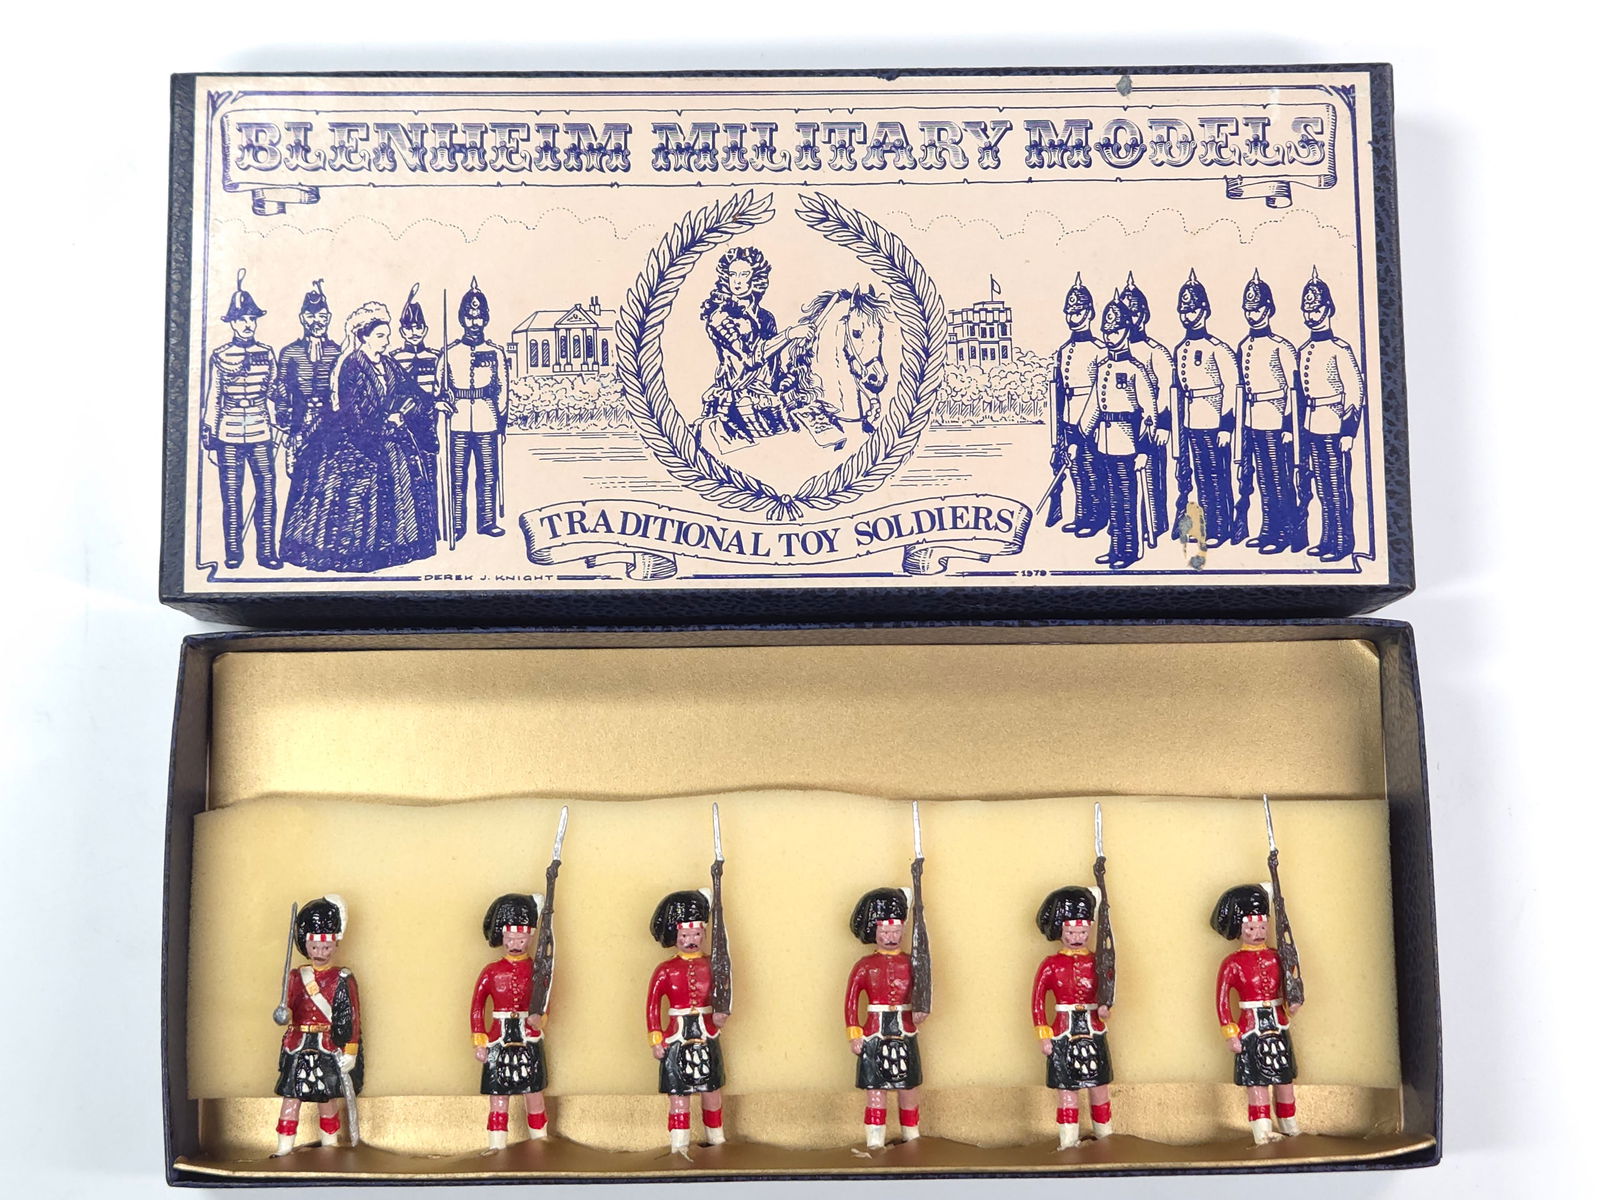 BLENHEIM MILITARY MODELS
TRADITIONAL TOY SOLDIERS
DEREK J. KNIGHT
1979